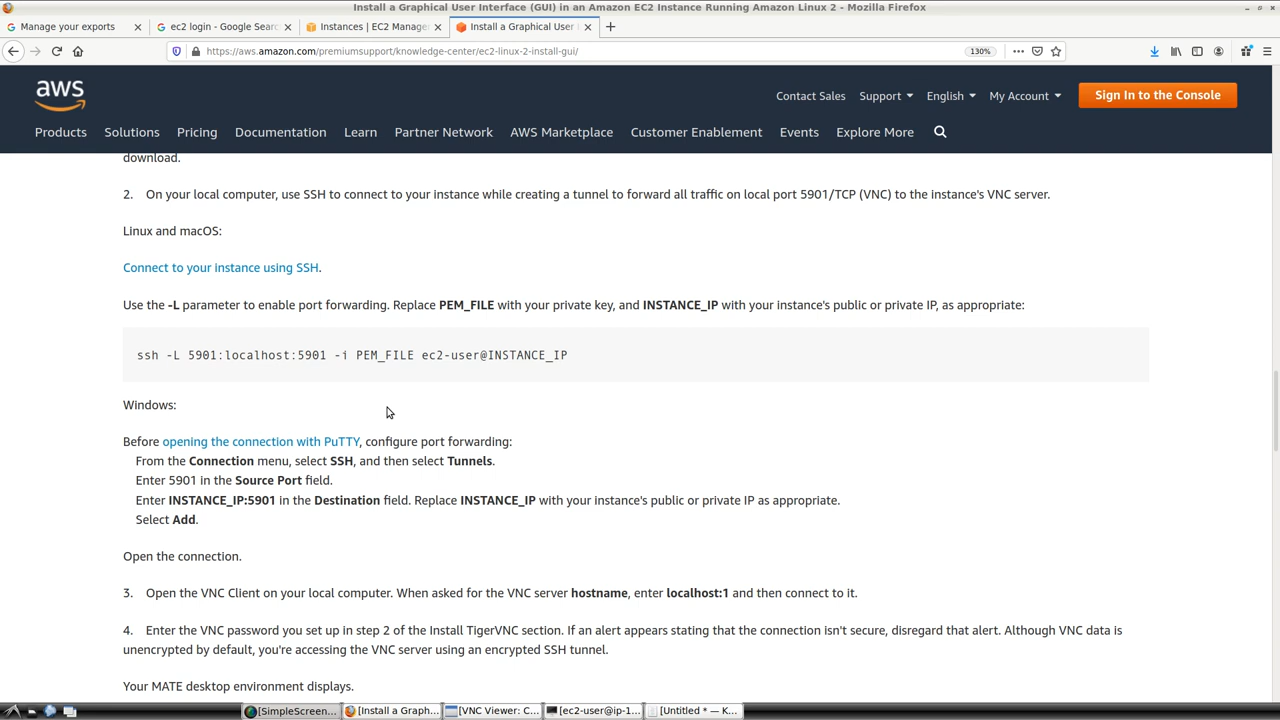 Install a Graphical User Interface (GUI) in an Amazon EC2 Instance Running Amazon Linux 2 - Mozilla Firefox
Manage your exports
ec2 login - Google Searc
Instances | EC2 Manage
Install a Graphical User
https://aws.amazon.com/premiumsupport/knowledge-center/ec2-linux-2-install-gui/
130%
aws
Contact Sales Support English My Account Sign In to the Console
Products Solutions Pricing Documentation Learn Partner Network AWS Marketplace Customer Enablement Events Explore More
download.
2. On your local computer, use SSH to connect to your instance while creating a tunnel to forward all traffic on local port 5901/TCP (VNC) to the instance's VNC server.
Linux and macOS:
Connect to your instance using SSH.
Use the -L parameter to enable port forwarding. Replace PEM_FILE with your private key, and INSTANCE_IP with your instance's public or private IP, as appropriate:
ssh -L 5901:localhost:5901 -i PEM_FILE ec2-user@INSTANCE_IP
Windows:
Before opening the connection with PuTTY, configure port forwarding:
From the Connection menu, select SSH, and then select Tunnels.
Enter 5901 in the Source Port field.
Enter INSTANCE_IP:5901 in the Destination field. Replace INSTANCE_IP with your instance's public or private IP as appropriate.
Select Add.
Open the connection.
3. Open the VNC Client on your local computer. When asked for the VNC server hostname, enter localhost:1 and then connect to it.
4. Enter the VNC password you set up in step 2 of the Install TigerVNC section. If an alert appears stating that the connection isn't secure, disregard that alert. Although VNC data is
unencrypted by default, you're accessing the VNC server using an encrypted SSH tunnel.
Your MATE desktop environment displays.
[SimpleScreen... [Install a Graph... [VNC Viewer: C... [ec2-user@ip-1... [Untitled * — K...